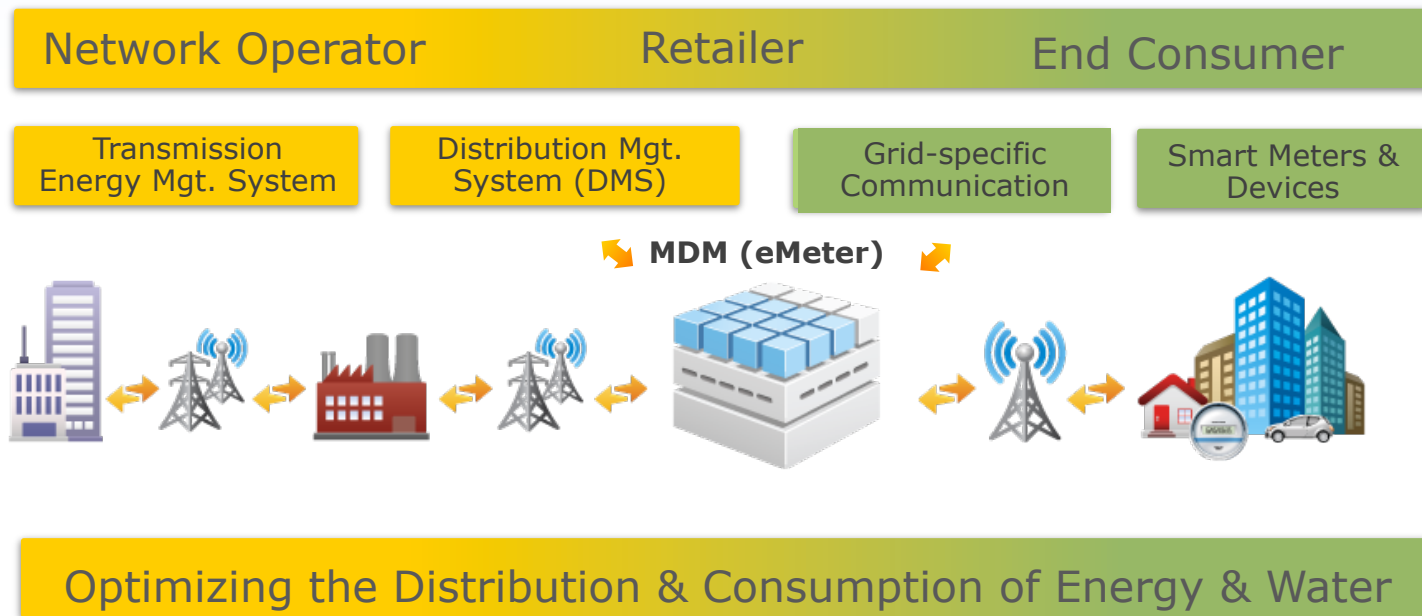 Network Operator
Retailer
End Consumer
Transmission
Energy Mgt. System
Distribution Mgt.
System (DMS)
Grid-specific
Communication
Smart Meters &
Devices
MDM (eMeter)
Optimizing the Distribution & Consumption of Energy & Water